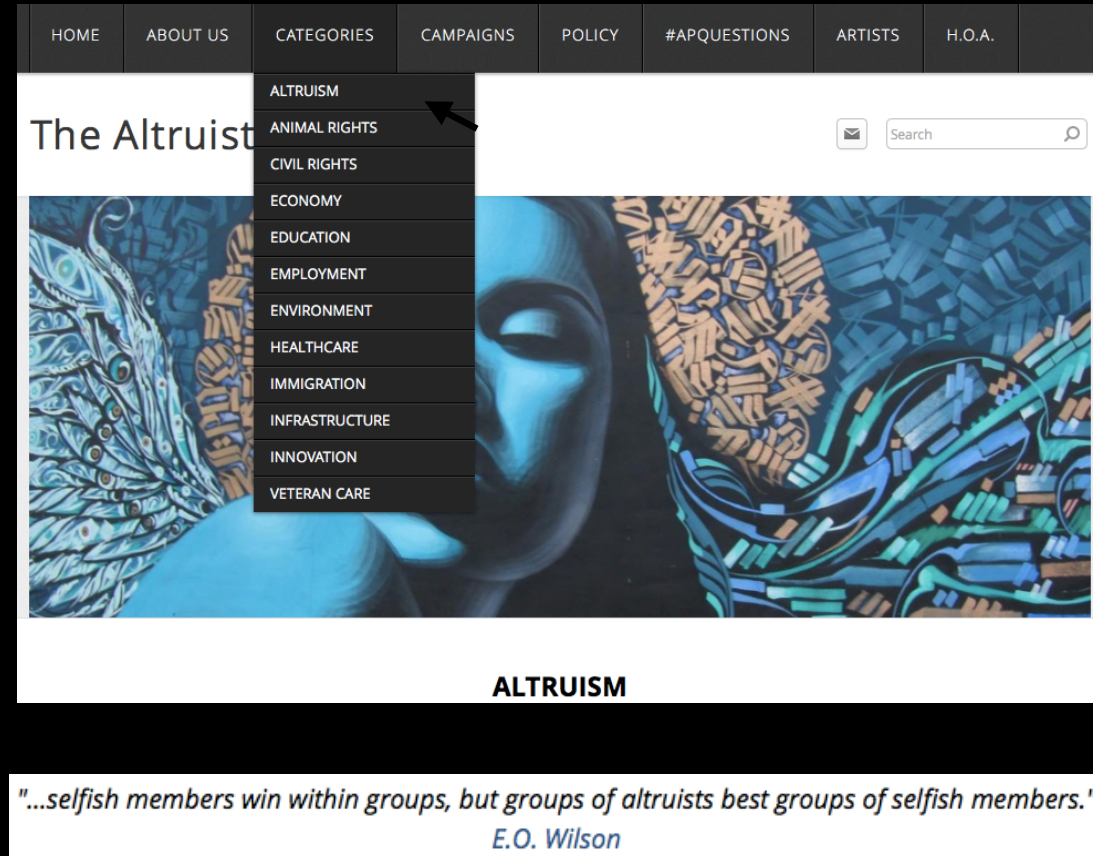 HOME ABOUT US CATEGORIES CAMPAIGNS POLICY #APQUESTIONS ARTISTS H.O.A.
The Altruist
Search
ALTRUISM
ANIMAL RIGHTS
CIVIL RIGHTS
ECONOMY
EDUCATION
EMPLOYMENT
ENVIRONMENT
HEALTHCARE
IMMIGRATION
INFRASTRUCTURE
INNOVATION
VETERAN CARE
ALTRUISM
"...selfish members win within groups, but groups of altruists best groups of selfish members."
E.O. Wilson